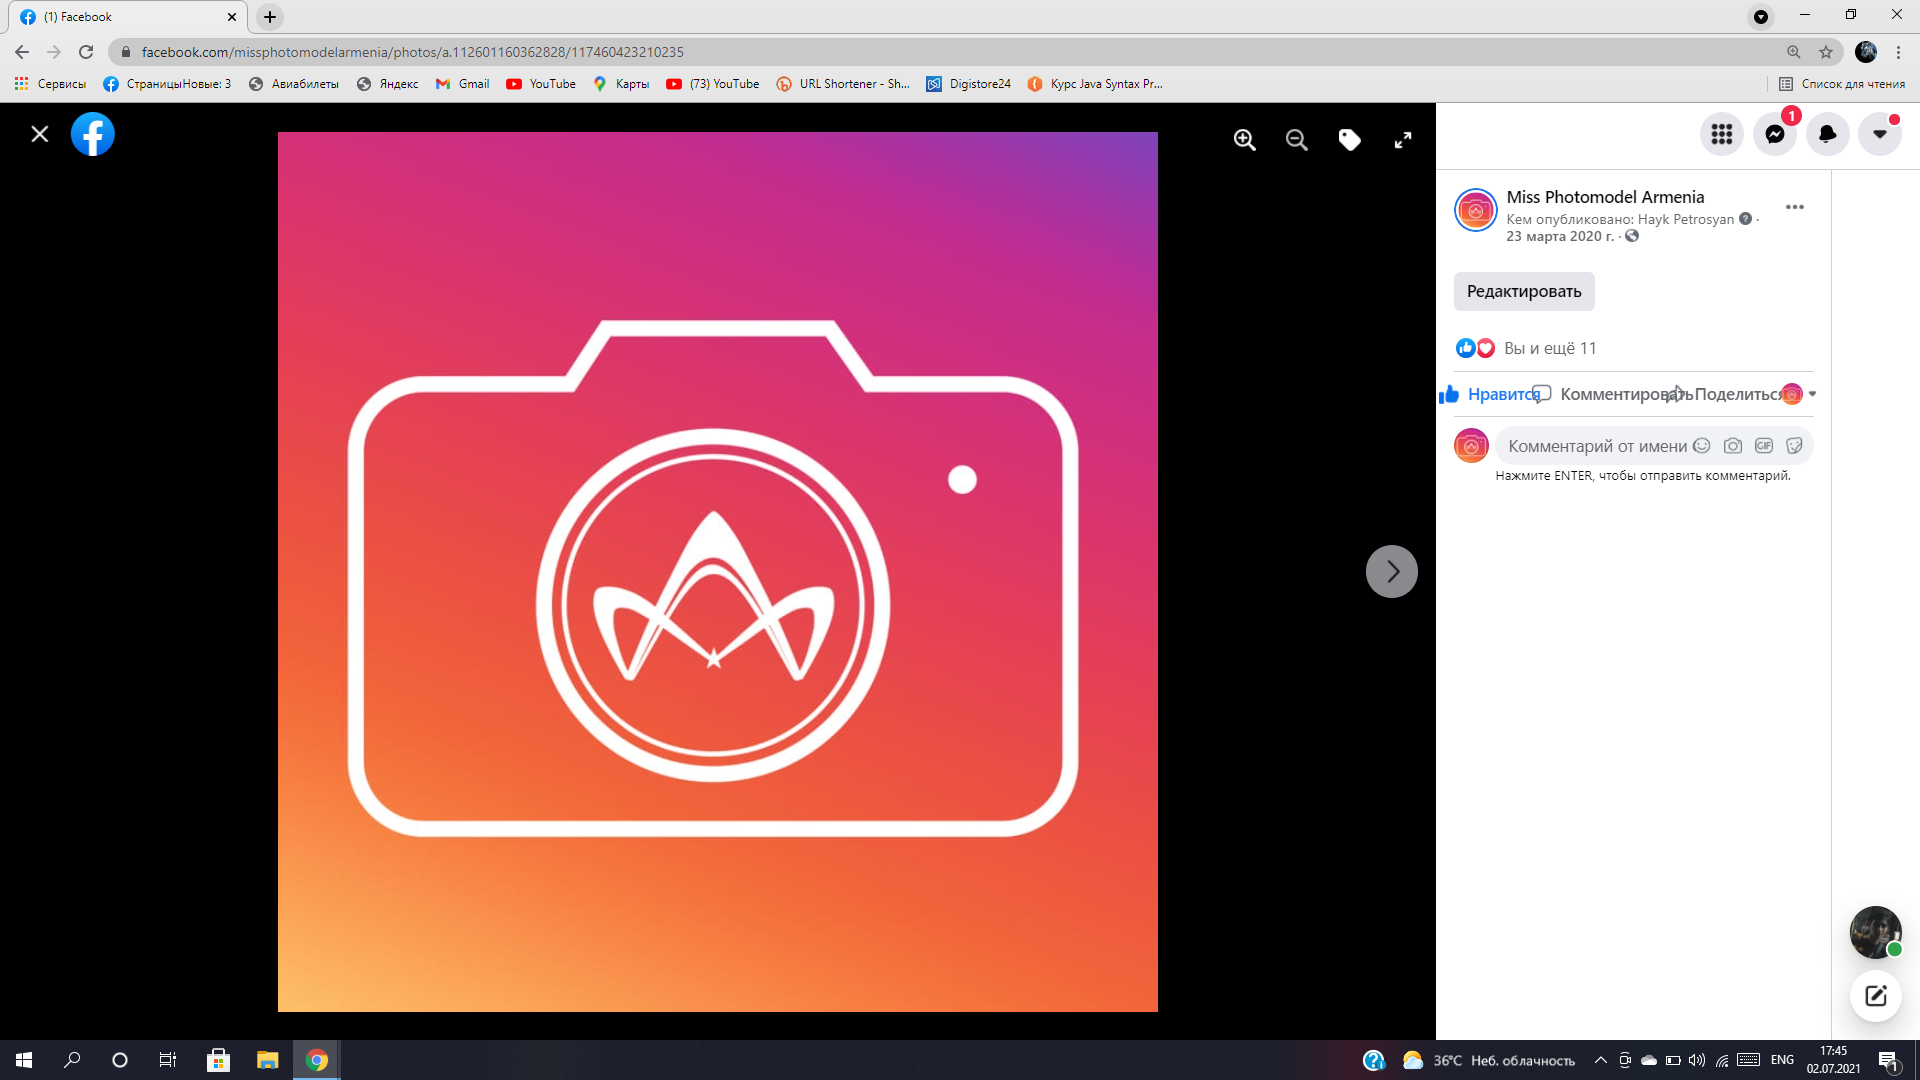 (1) Facebook
facebook.com/missphotomodelarmenia/photos/a.112601160362828/117460423210235
Сервисы
СтраницыНовые: 3
Авиабилеты
Яндекс
Gmail
YouTube
Карты
(73) YouTube
URL Shortener - Sh...
Digistore24
Курс Java Syntax Pr...
Список для чтения
1
Miss Photomodel Armenia
Кем опубликовано: Hayk Petrosyan ·
23 марта 2020 г. ·
Редактировать
Вы и ещё 11
Нравится
Комментировать
Поделиться
Комментарий от имени
GIF
Нажмите ENTER, чтобы отправить комментарий.
36°C Неб. облачность
ENG
17:45
02.07.2021
1